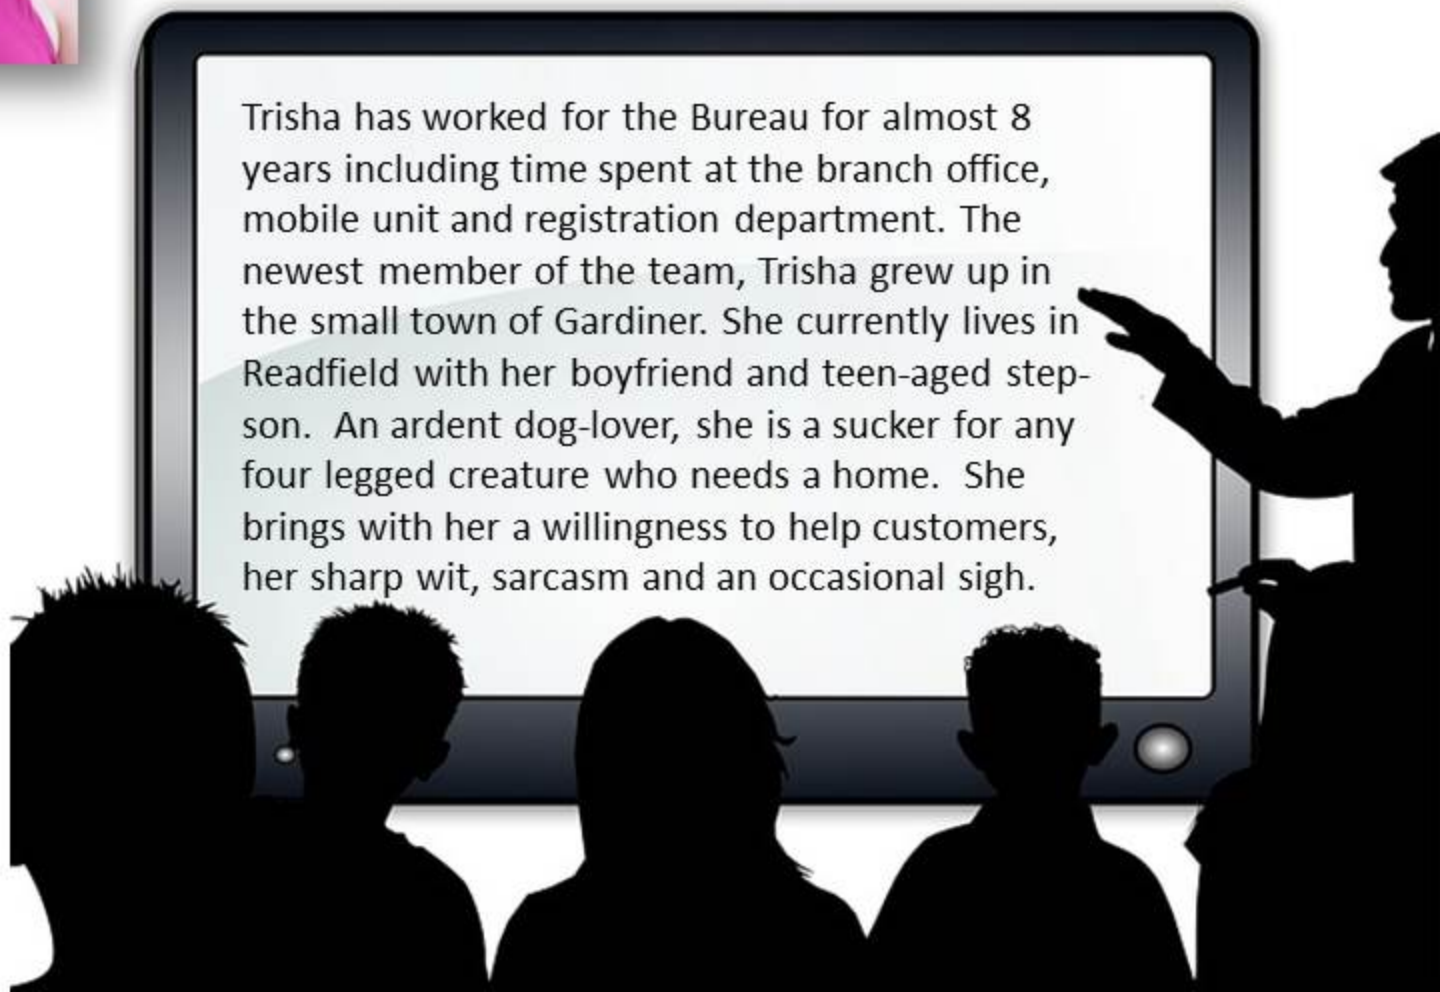 Trisha has worked for the Bureau for almost 8
years including time spent at the branch office,
mobile unit and registration department. The
newest member of the team, Trisha grew up in
the small town of Gardiner. She currently lives in
Readfield with her boyfriend and teen-aged step-
son.  An ardent dog-lover, she is a sucker for any
four legged creature who needs a home.  She
brings with her a willingness to help customers,
her sharp wit, sarcasm and an occasional sigh.